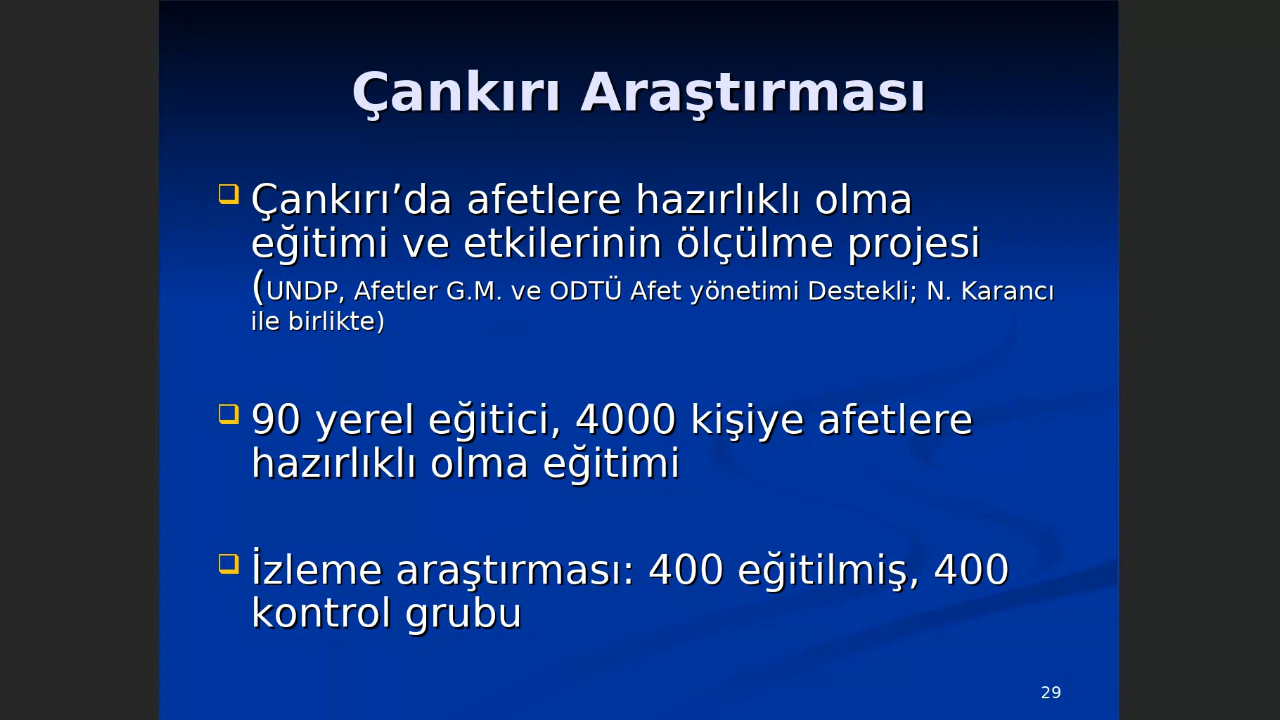 Çankırı Araştırması
Çankırı’da afetlere hazırlıklı olma
eğitimi ve etkilerinin ölçülme projesi
(UNDP, Afetler G.M. ve ODTÜ Afet yönetimi Destekli; N. Karancı
ile birlikte)
90 yerel eğitici, 4000 kişiye afetlere
hazırlıklı olma eğitimi
İzleme araştırması: 400 eğitilmiş, 400
kontrol grubu
29